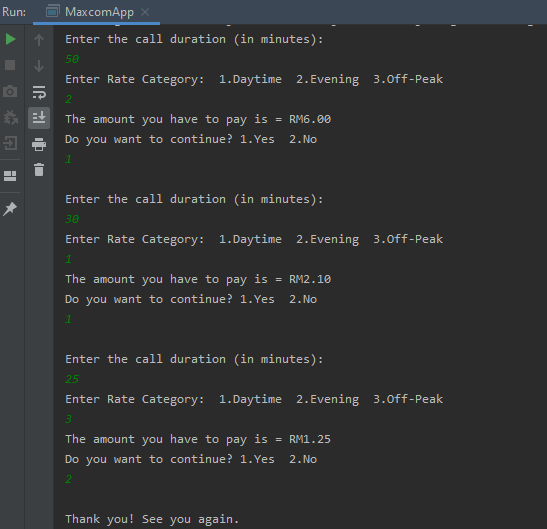 Run: MaxcomApp
Enter the call duration (in minutes):
50
Enter Rate Category:  1.Daytime  2.Evening  3.Off-Peak
2
The amount you have to pay is = RM6.00
Do you want to continue? 1.Yes  2.No
1
Enter the call duration (in minutes):
30
Enter Rate Category:  1.Daytime  2.Evening  3.Off-Peak
1
The amount you have to pay is = RM2.10
Do you want to continue? 1.Yes  2.No
1
Enter the call duration (in minutes):
25
Enter Rate Category:  1.Daytime  2.Evening  3.Off-Peak
3
The amount you have to pay is = RM1.25
Do you want to continue? 1.Yes  2.No
2
Thank you! See you again.